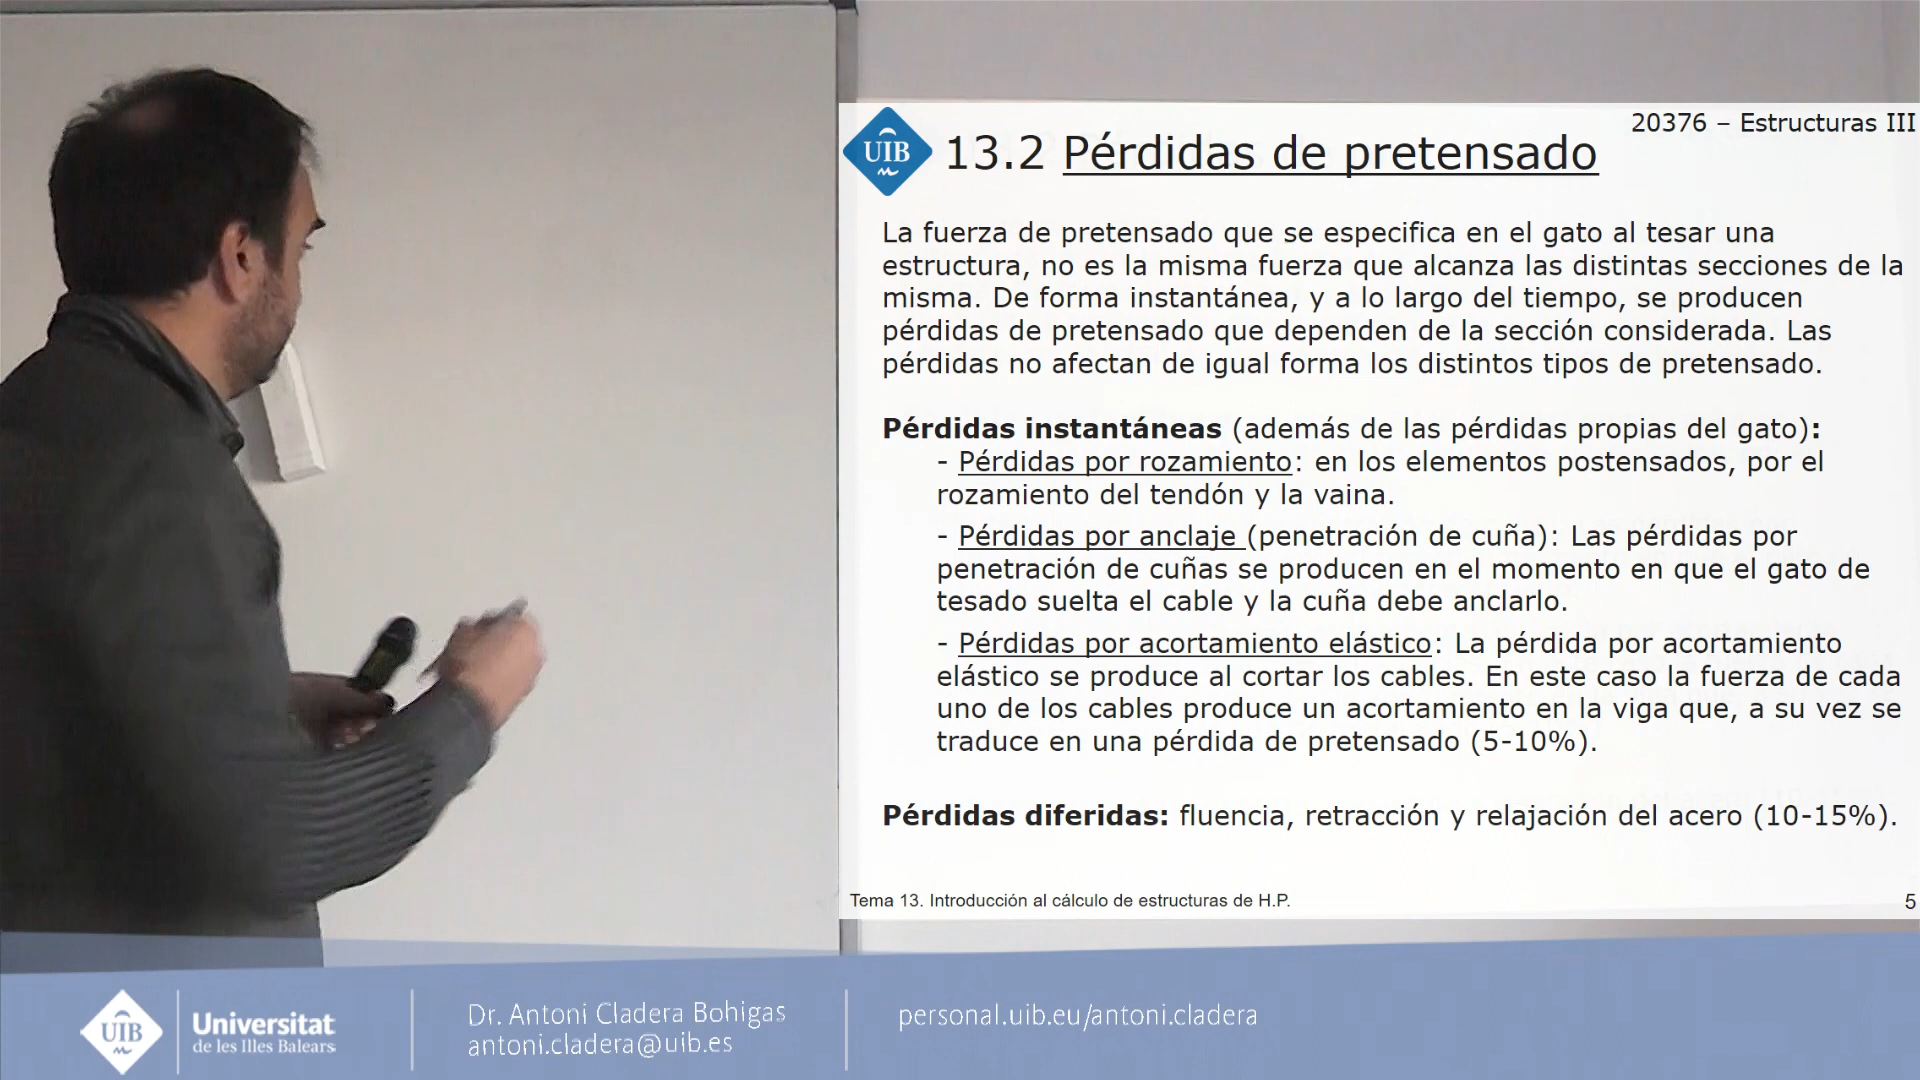 20376 – Estructuras III
UIB
13.2 Pérdidas de pretensado
La fuerza de pretensado que se especifica en el gato al tesar una
estructura, no es la misma fuerza que alcanza las distintas secciones de la
misma. De forma instantánea, y a lo largo del tiempo, se producen
pérdidas de pretensado que dependen de la sección considerada. Las
pérdidas no afectan de igual forma los distintos tipos de pretensado.
Pérdidas instantáneas (además de las pérdidas propias del gato):
- Pérdidas por rozamiento: en los elementos postensados, por el
rozamiento del tendón y la vaina.
- Pérdidas por anclaje (penetración de cuña): Las pérdidas por
penetración de cuñas se producen en el momento en que el gato de
tesado suelta el cable y la cuña debe anclarlo.
- Pérdidas por acortamiento elástico: La pérdida por acortamiento
elástico se produce al cortar los cables. En este caso la fuerza de cada
uno de los cables produce un acortamiento en la viga que, a su vez se
traduce en una pérdida de pretensado (5-10%).
Pérdidas diferidas: fluencia, retracción y relajación del acero (10-15%).
Tema 13. Introducción al cálculo de estructuras de H.P.
5
UIB
Universitat
de les Illes Balears
Dr. Antoni Cladera Bohigas
antoni.cladera@uib.es
personal.uib.eu/antoni.cladera